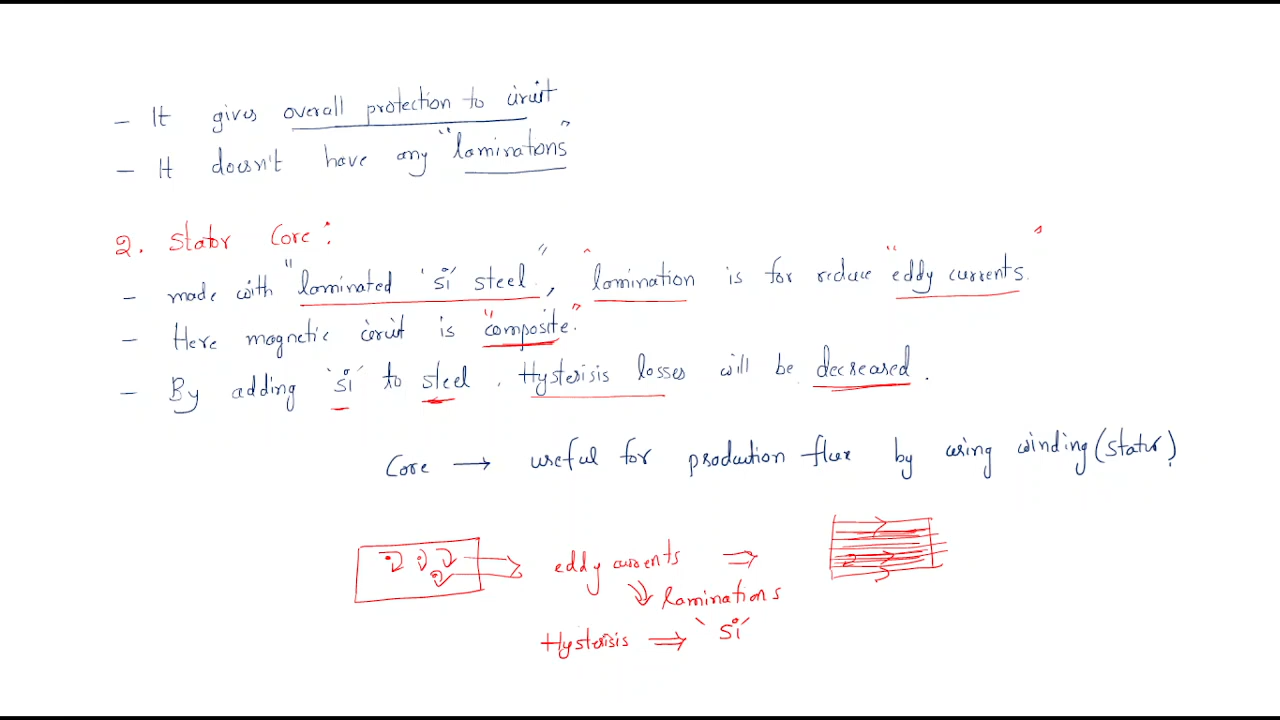 - It gives overall protection to circuit
- It doesn't have any "laminations"
2. Stator Core:
- made with "laminated 'si' steel", "lamination is for reduce "eddy currents"
- Here magnetic circuit is "composite"
- By adding 'si' to steel. Hysterisis losses will be decreased.
Core → useful for production flux by using winding (stator)
eddy currents ⇒
⇓ laminations
Hysterisis ⇒ 'si'